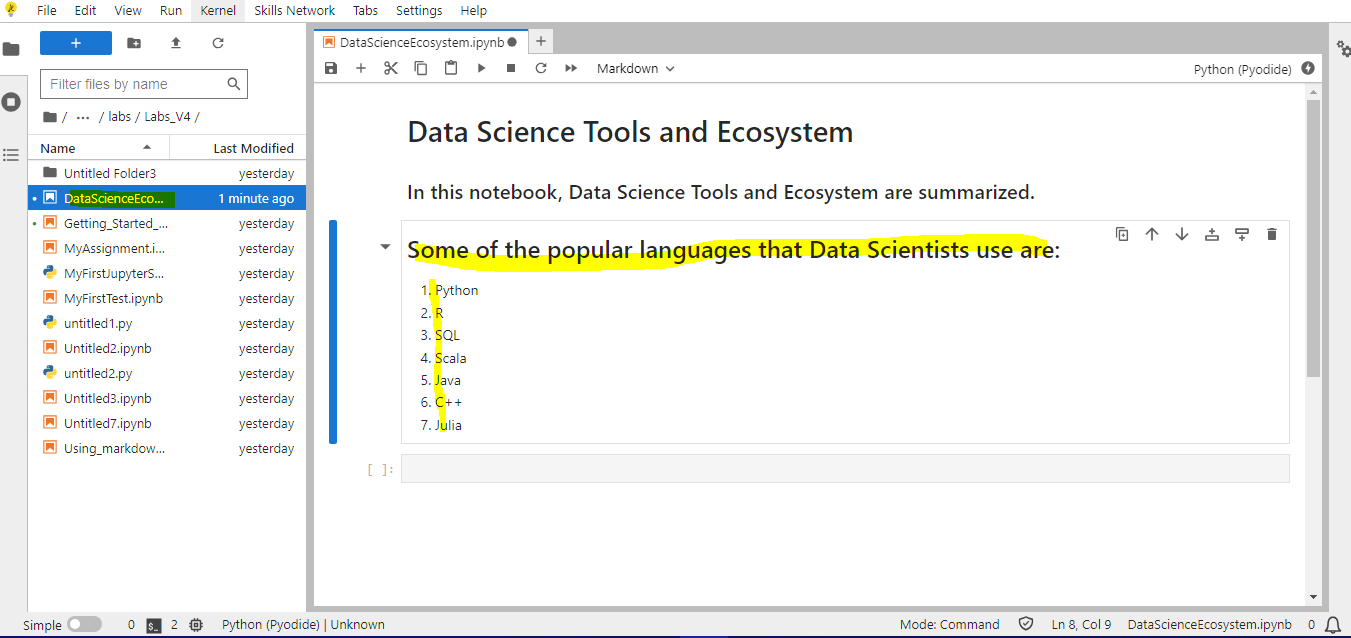 File Edit View Run Kernel Skills Network Tabs Settings Help
+
Filter files by name
/ ··· / labs / Labs_V4 /
Name Last Modified
Untitled Folder3 yesterday
DataScienceEco... 1 minute ago
Getting_Started_... yesterday
MyAssignment.i... yesterday
MyFirstJupyterS... yesterday
MyFirstTest.ipynb yesterday
untitled1.py yesterday
Untitled2.ipynb yesterday
untitled2.py yesterday
Untitled3.ipynb yesterday
Untitled7.ipynb yesterday
Using_markdow... yesterday
DataScienceEcosystem.ipynb
Markdown
Python (Pyodide)
Data Science Tools and Ecosystem
In this notebook, Data Science Tools and Ecosystem are summarized.
Some of the popular languages that Data Scientists use are:
1. Python
2. R
3. SQL
4. Scala
5. Java
6. C++
7. Julia
[ ]:
Simple 0 $_ 2 Python (Pyodide) | Unknown Mode: Command Ln 8, Col 9 DataScienceEcosystem.ipynb 0